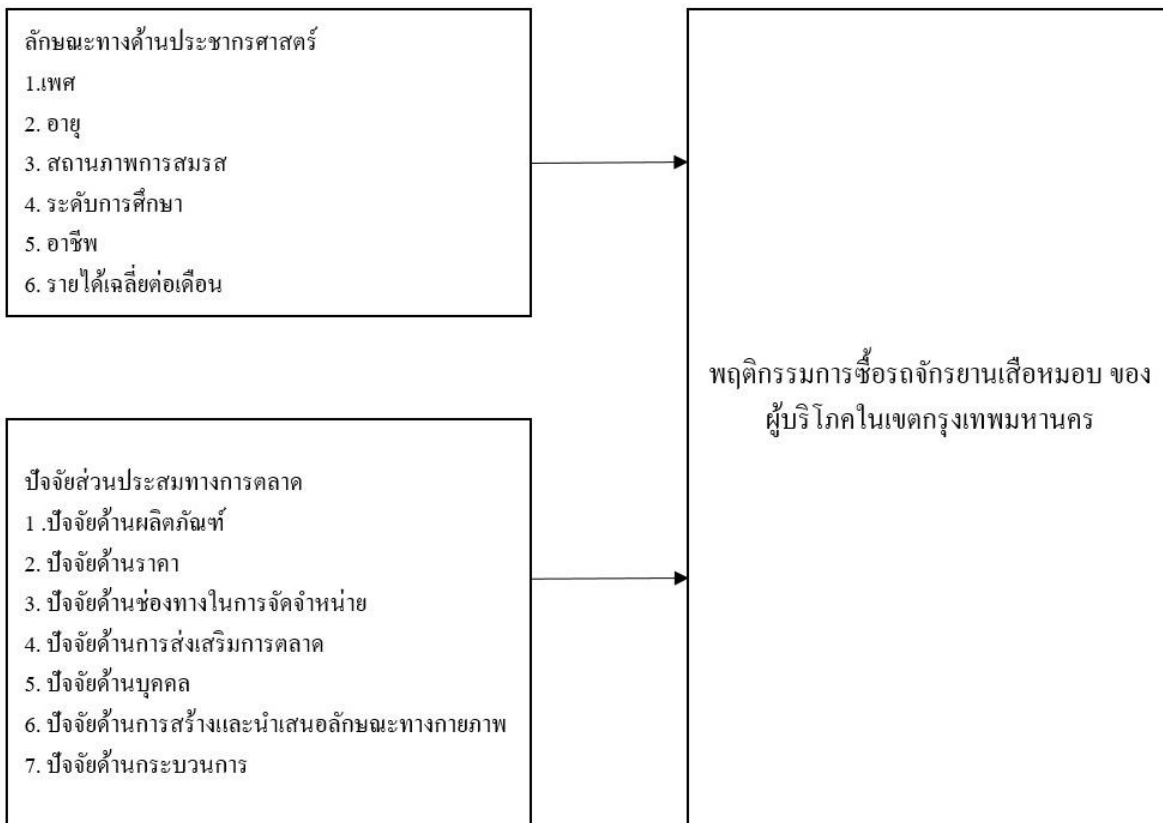 ลักษณะทางด้านประชากรศาสตร์
1.เพศ
2. อายุ
3. สถานภาพการสมรส
4. ระดับการศึกษา
5. อาชีพ
6. รายได้เฉลี่ยต่อเดือน
ปัจจัยส่วนประสมทางการตลาด
1 .ปัจจัยด้านผลิตภัณฑ์
2. ปัจจัยด้านราคา
3. ปัจจัยด้านช่องทางในการจัดจำหน่าย
4. ปัจจัยด้านการส่งเสริมการตลาด
5. ปัจจัยด้านบุคคล
6. ปัจจัยด้านการสร้างและนำเสนอลักษณะทางกายภาพ
7. ปัจจัยด้านกระบวนการ
พฤติกรรมการซื้อรถจักรยานเสือหมอบ ของ
ผู้บริโภคในเขตกรุงเทพมหานคร